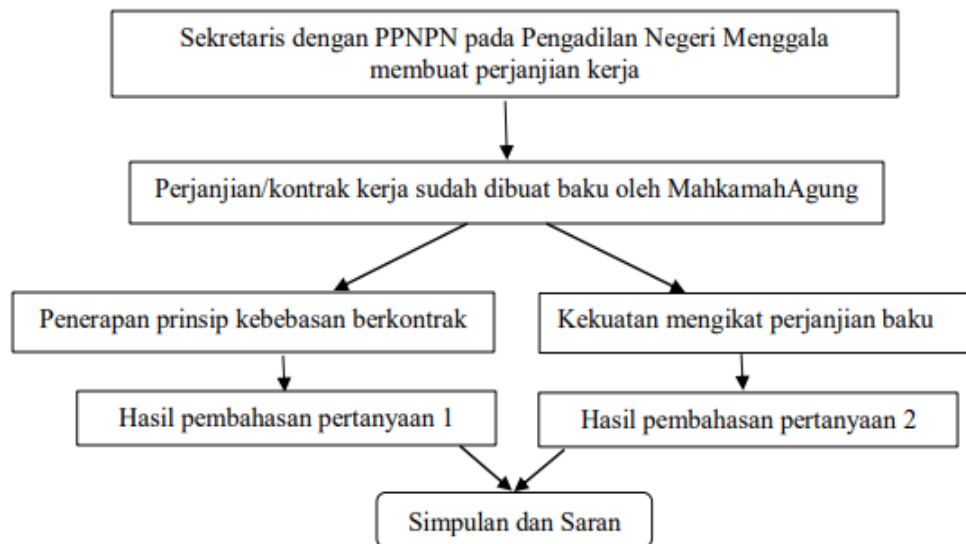 Sekretaris dengan PPNPN pada Pengadilan Negeri Menggala
membuat perjanjian kerja
Perjanjian/kontrak kerja sudah dibuat baku oleh MahkamahAgung
Penerapan prinsip kebebasan berkontrak
Kekuatan mengikat perjanjian baku
Hasil pembahasan pertanyaan 1
Hasil pembahasan pertanyaan 2
Simpulan dan Saran